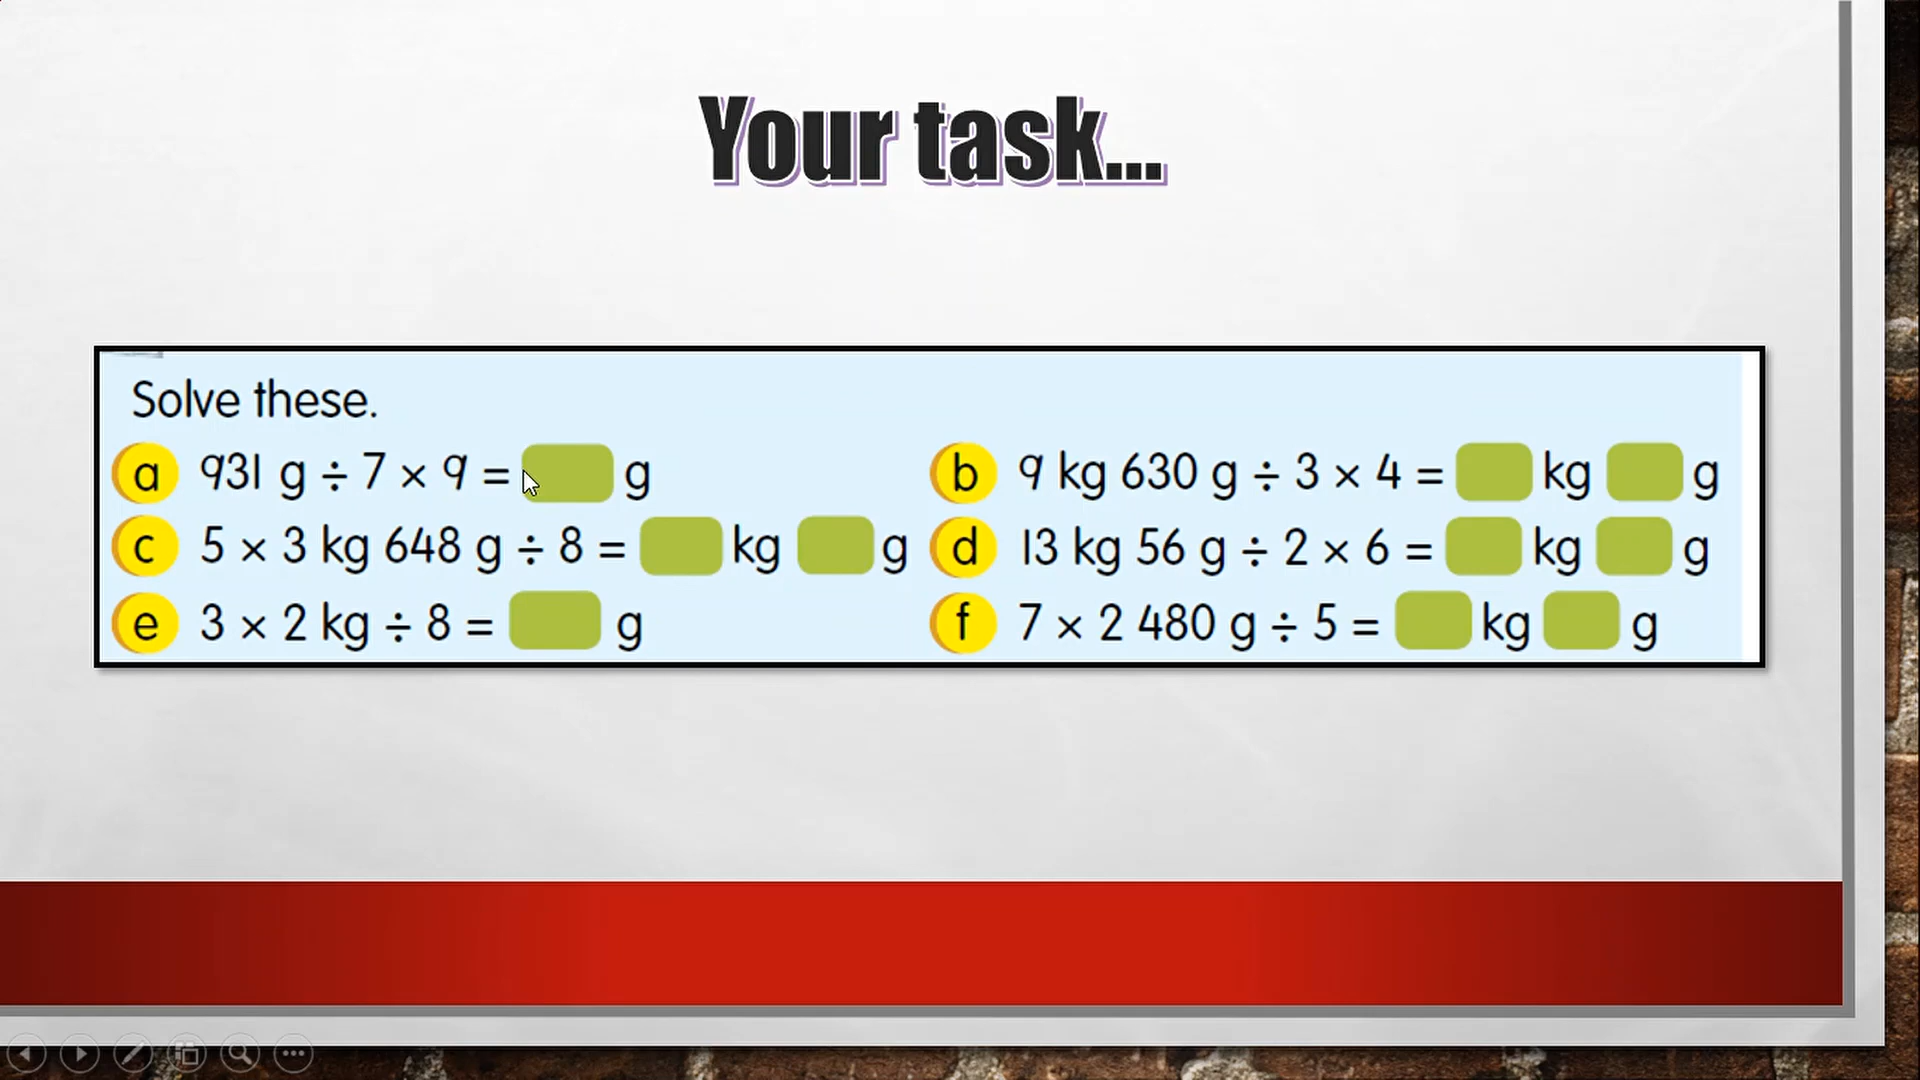 Your task...
Solve these.
a 931 g ÷ 7 × 9 = g
b 9 kg 630 g ÷ 3 × 4 = kg g
c 5 × 3 kg 648 g ÷ 8 = kg g
d 13 kg 56 g ÷ 2 × 6 = kg g
e 3 × 2 kg ÷ 8 = g
f 7 × 2 480 g ÷ 5 = kg g